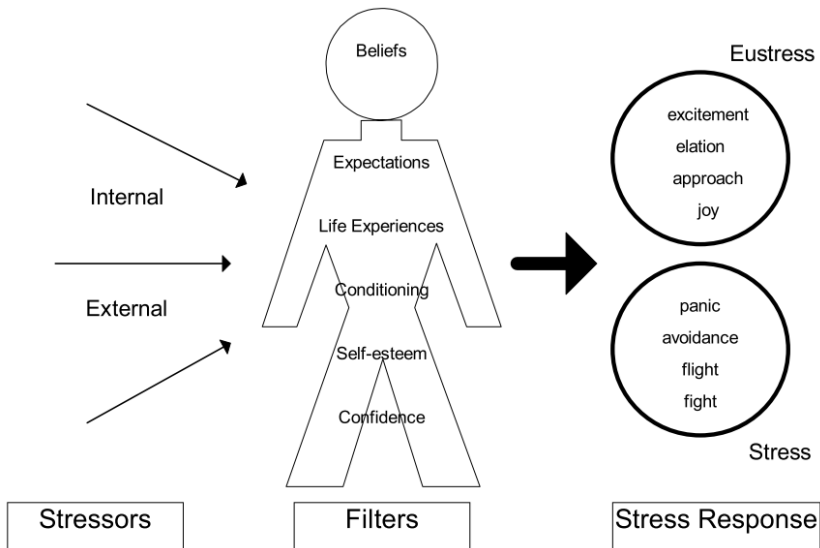 Internal
External
Beliefs
Expectations
Life Experiences
Conditioning
Self-esteem
Confidence
Eustress
excitement
elation
approach
joy
panic
avoidance
flight
fight
Stress
Stressors
Filters
Stress Response